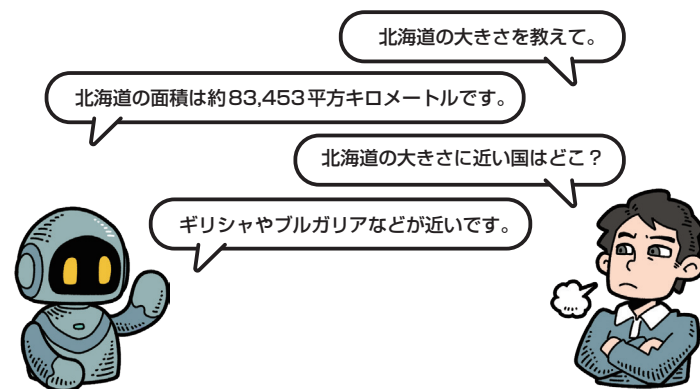 北海道の大きさを教えて。
北海道の面積は約83,453平方キロメートルです。
北海道の大きさに近い国はどこ？
ギリシャやブルガリアなどが近いです。